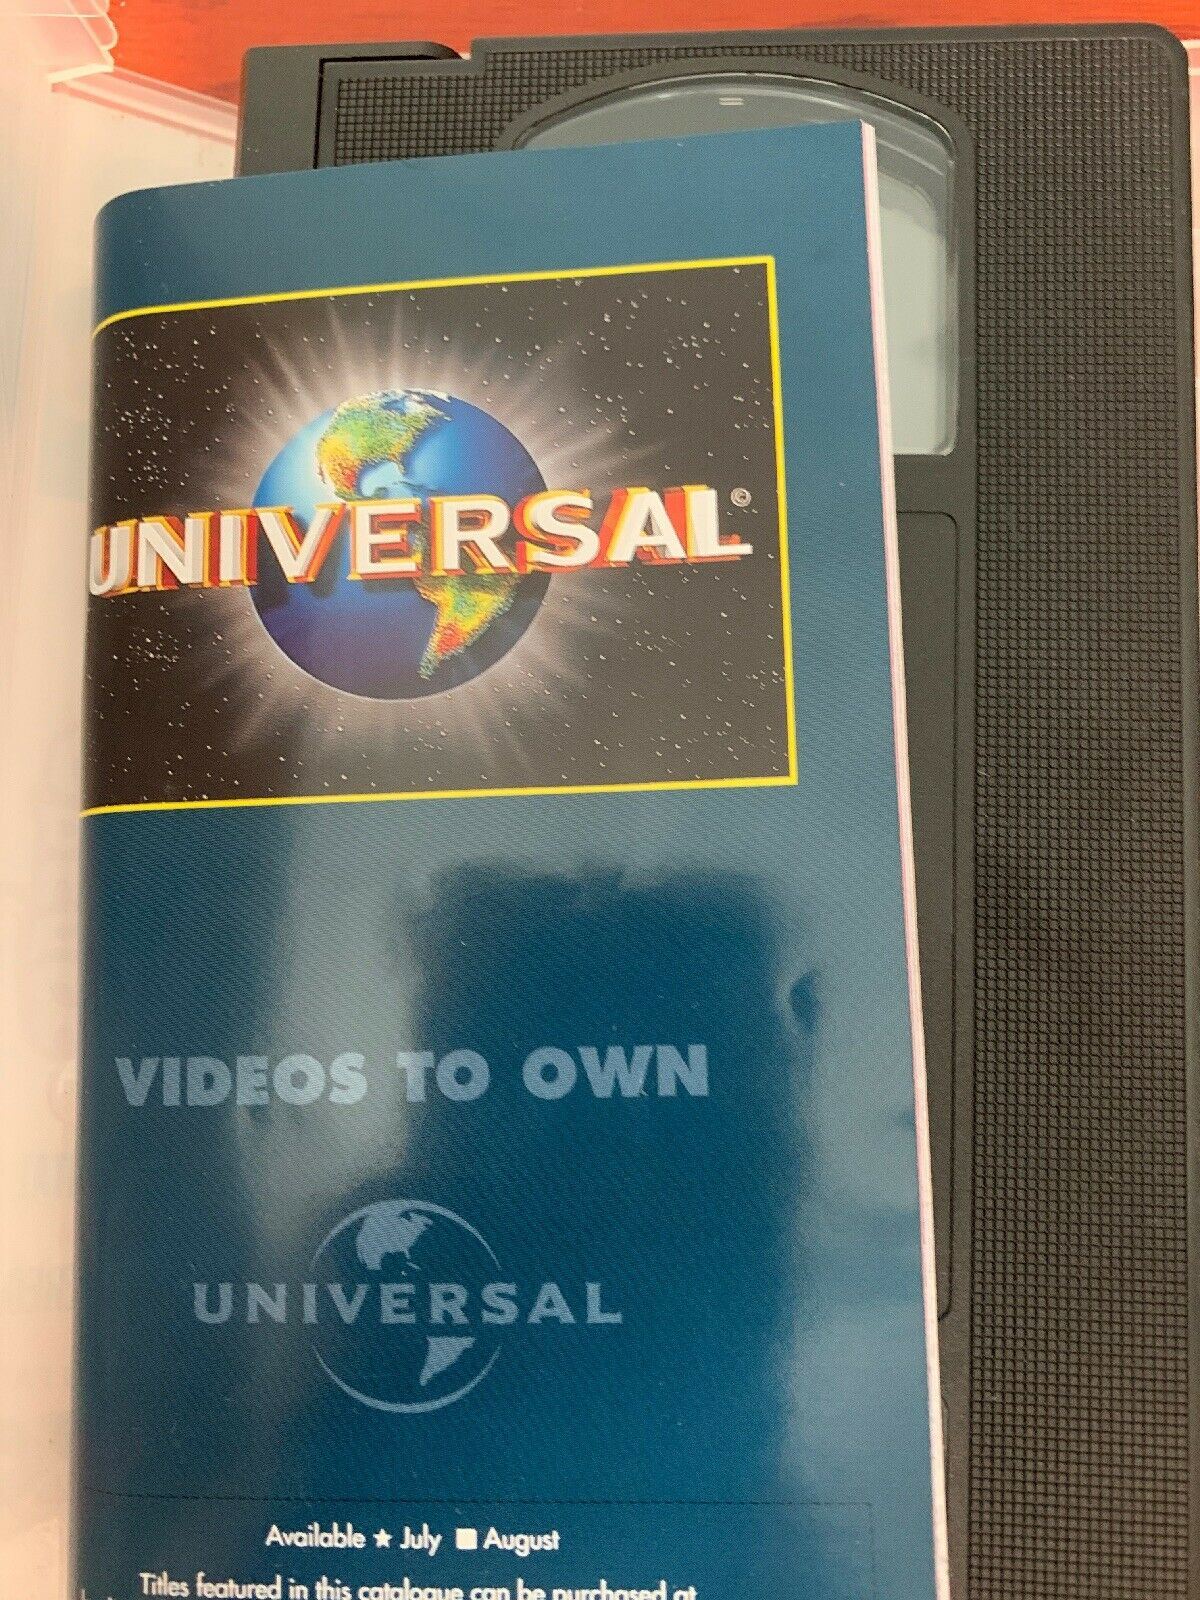 UNIVERSAL©
VIDEOS TO OWN
UNIVERSAL
Available ★ July ■ August
Titles featured in this catalogue can be purchased at